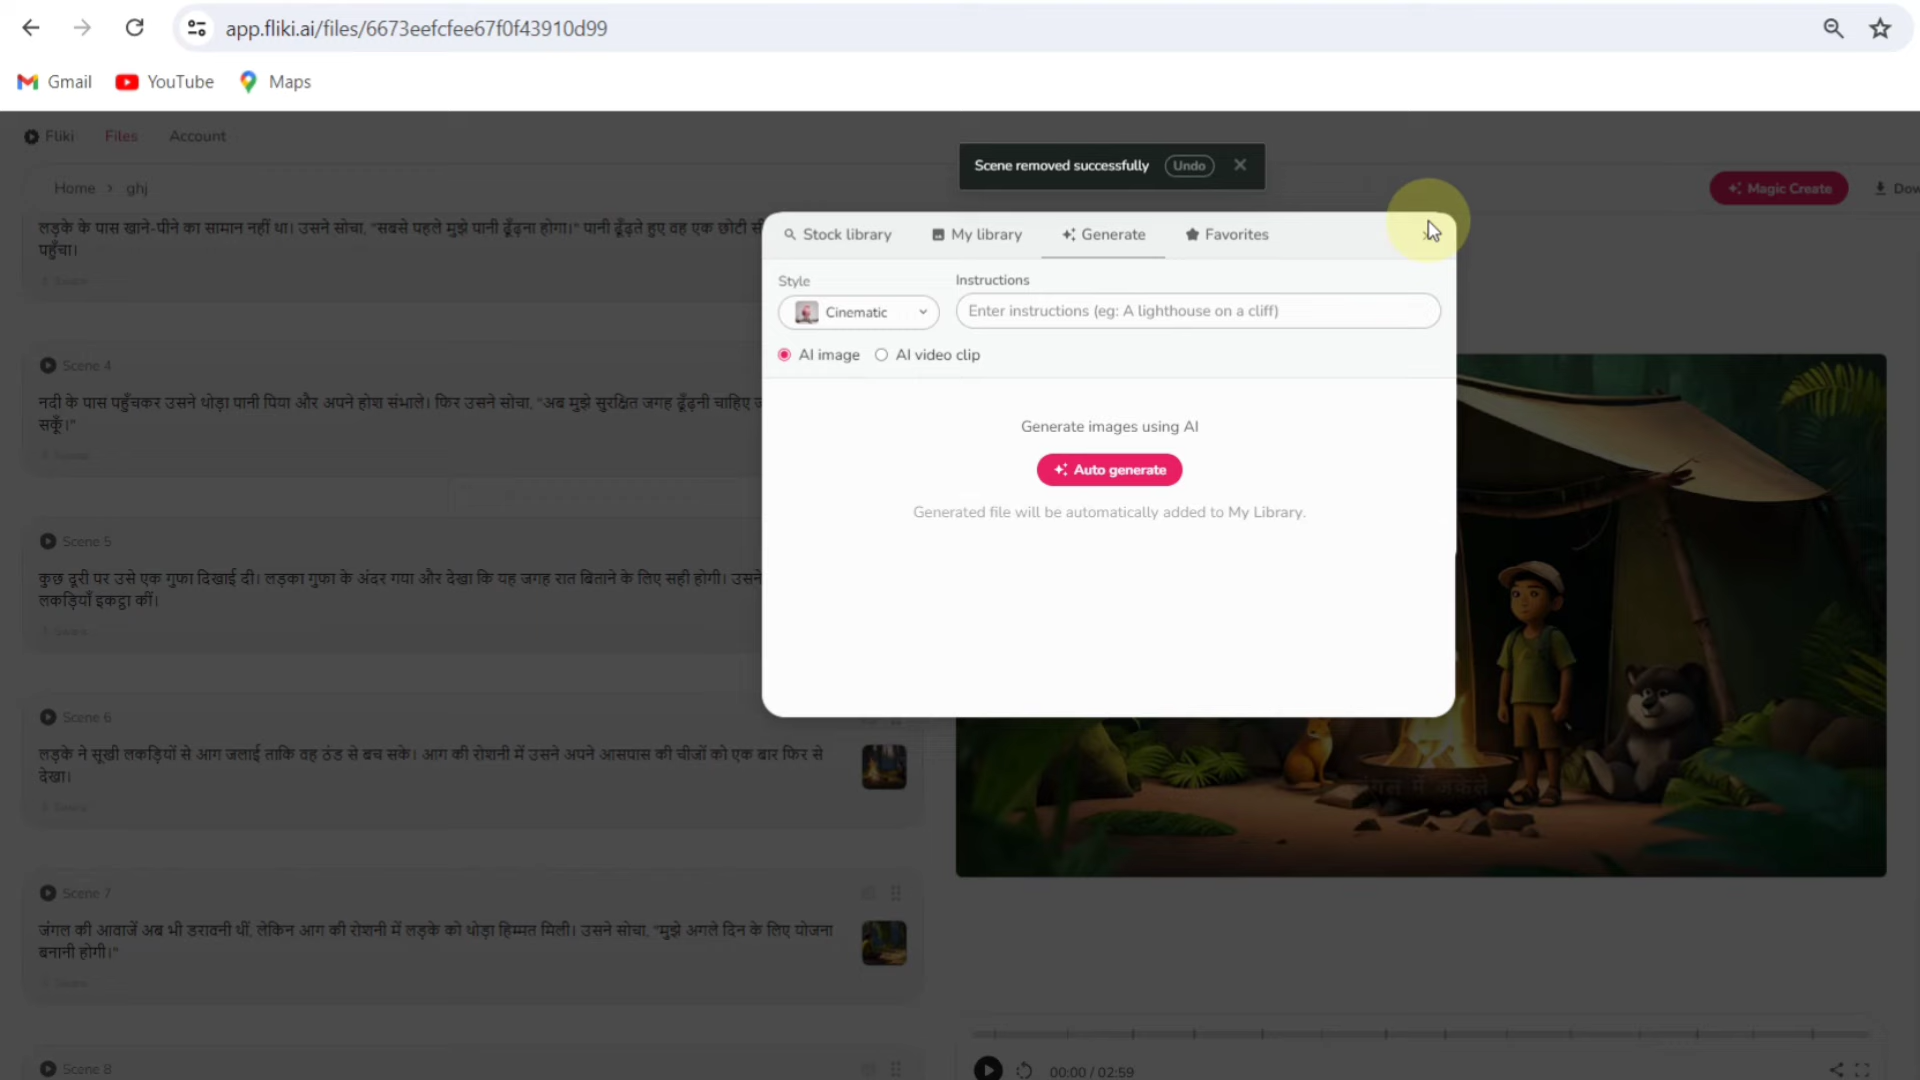 app.fliki.ai/files/6673eefcfee67f0f43910d99
Gmail YouTube Maps
Fliki Files Account
Scene removed successfully Undo
Home > ghj
Magic Create
लड़के के पास खाने-पीने का सामान नहीं था। उसने सोचा, "सबसे पहले मुझे पानी ढूँढ़ना होगा।" पानी ढूँढ़ते हुए वह एक छोटी
पहुँचा।
Stock library My library Generate Favorites
Style Instructions
Cinematic Enter instructions (eg: A lighthouse on a cliff)
AI image AI video clip
Scene 4
नदी के पास पहुँचकर उसने थोड़ा पानी पिया और अपने होश संभाले। फिर उसने सोचा, "अब मुझे सुरक्षित जगह ढूँढ़नी चाहिए
सकूँ।"
Generate images using AI
Auto generate
Generated file will be automatically added to My Library.
Scene 5
कुछ दूरी पर उसे एक गुफा दिखाई दी। लड़का गुफा के अंदर गया और देखा कि यह जगह रात बिताने के लिए सही होगी। उसने
लकड़ियाँ इकट्ठा कीं।
Scene 6
लड़के ने सूखी लकड़ियों से आग जलाई ताकि वह ठंड से बच सके। आग की रोशनी में उसने अपने आसपास की चीजों को एक बार फिर से
देखा।
जंगल में अकेले
Scene 7
जंगल की आवाजें अब भी डरावनी थीं, लेकिन आग की रोशनी में लड़के को थोड़ा हिम्मत मिली। उसने सोचा, "मुझे अगले दिन के लिए योजना
बनानी होगी।"
Scene 8
00:00 / 02:59